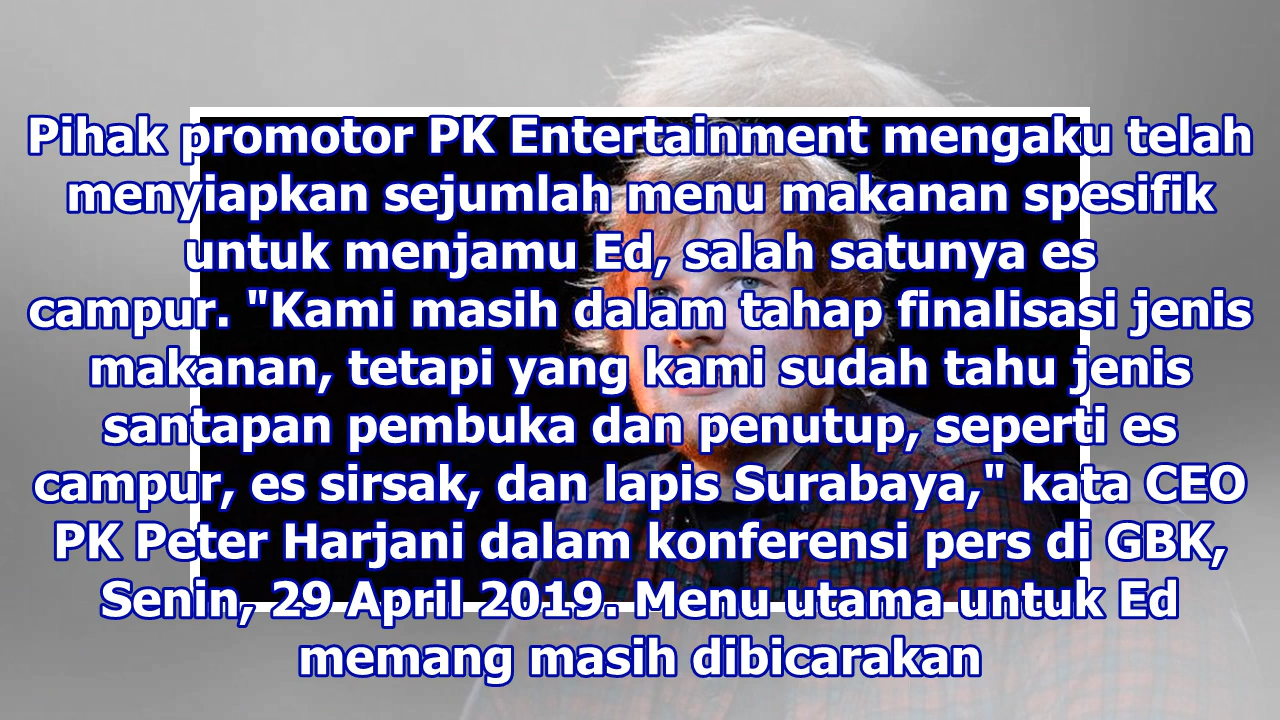 Pihak promotor PK Entertainment mengaku telah
menyiapkan sejumlah menu makanan spesifik
untuk menjamu Ed, salah satunya es
campur. "Kami masih dalam tahap finalisasi jenis
makanan, tetapi yang kami sudah tahu jenis
santapan pembuka dan penutup, seperti es
campur, es sirsak, dan lapis Surabaya," kata CEO
PK Peter Harjani dalam konferensi pers di GBK,
Senin, 29 April 2019. Menu utama untuk Ed
memang masih dibicarakan